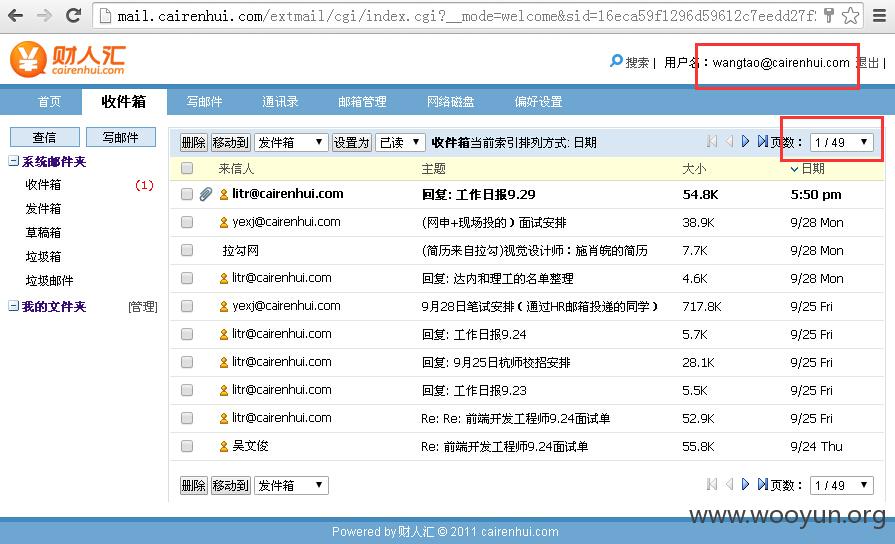 mail.cairenhui.com/extmail/cgi/index.cgi?__mode=welcome&sid=16eca59f1296d59612c7eedd27f
财人汇
cairenhui.com
搜索 | 用户名：wangtao@cairenhui.com 退出 |
首页 收件箱 写邮件 通讯录 邮箱管理 网络磁盘 偏好设置
查信 写邮件
系统邮件夹
收件箱 (1)
发件箱
草稿箱
垃圾箱
垃圾邮件
我的文件夹 [管理]
删除 移动到 发件箱 设置为 已读 收件箱当前索引排列方式: 日期 页数： 1 / 49
来信人 主题 大小 日期
litr@cairenhui.com 回复: 工作日报9.29 54.8K 5:50 pm
yexj@cairenhui.com (网申+现场投的）面试安排 38.9K 9/28 Mon
拉勾网 (简历来自拉勾)视觉设计师：施肖皖的简历 7.7K 9/28 Mon
litr@cairenhui.com 回复: 达内和理工的名单整理 4.6K 9/28 Mon
yexj@cairenhui.com 9月28日笔试安排（通过HR邮箱投递的同学） 717.8K 9/25 Fri
litr@cairenhui.com 回复: 工作日报9.24 5.7K 9/25 Fri
litr@cairenhui.com 回复: 9月25日杭师校招安排 28.1K 9/25 Fri
litr@cairenhui.com 回复: 工作日报9.23 5.5K 9/25 Fri
litr@cairenhui.com Re: Re: 前端开发工程师9.24面试单 52.9K 9/25 Fri
吴文俊 Re: 前端开发工程师9.24面试单 55.8K 9/24 Thu
删除 移动到 发件箱 页数： 1 / 49
www.wooyun.org
Powered by 财人汇 © 2011 cairenhui.com